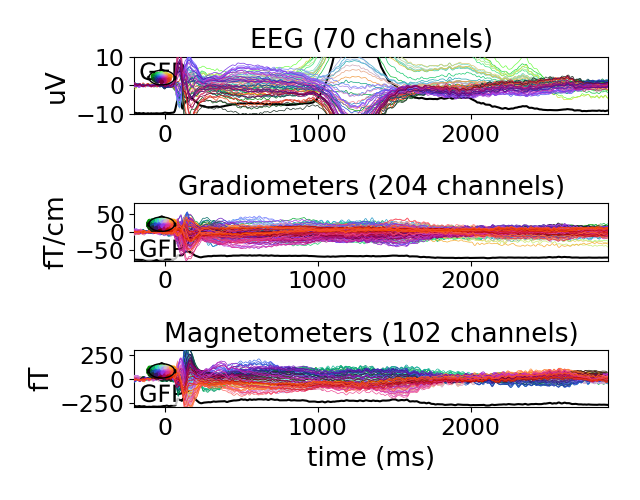 EEG (70 channels)
10
0
−10
uV
GFP
0
1000
2000
Gradiometers (204 channels)
50
0
−50
fT/cm
GFP
0
1000
2000
Magnetometers (102 channels)
250
0
−250
fT
GFP
0
1000
2000
time (ms)